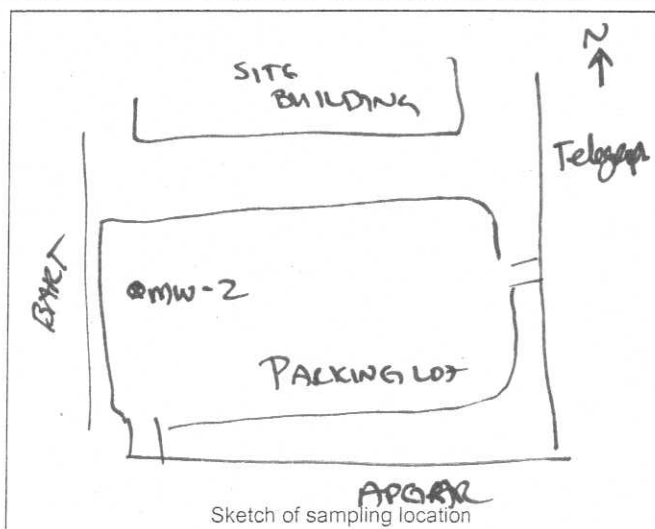 N
SITE
BUILDING
Telegraph
BART
MW-2
PARKING LOT
APGAR
Sketch of sampling location